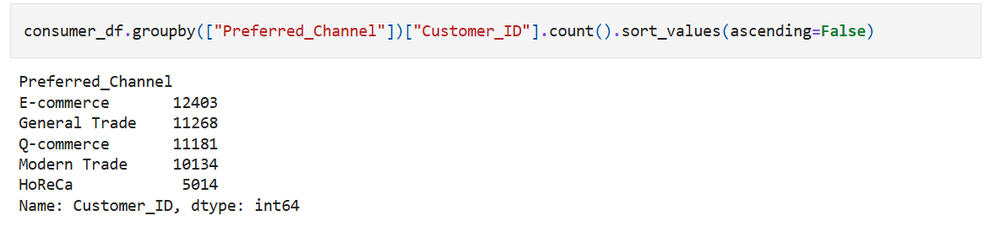 consumer_df.groupby(["Preferred_Channel"])["Customer_ID"].count().sort_values(ascending=False)
Preferred_Channel
E-commerce       12403
General Trade    11268
Q-commerce       11181
Modern Trade     10134
HoReCa            5014
Name: Customer_ID, dtype: int64